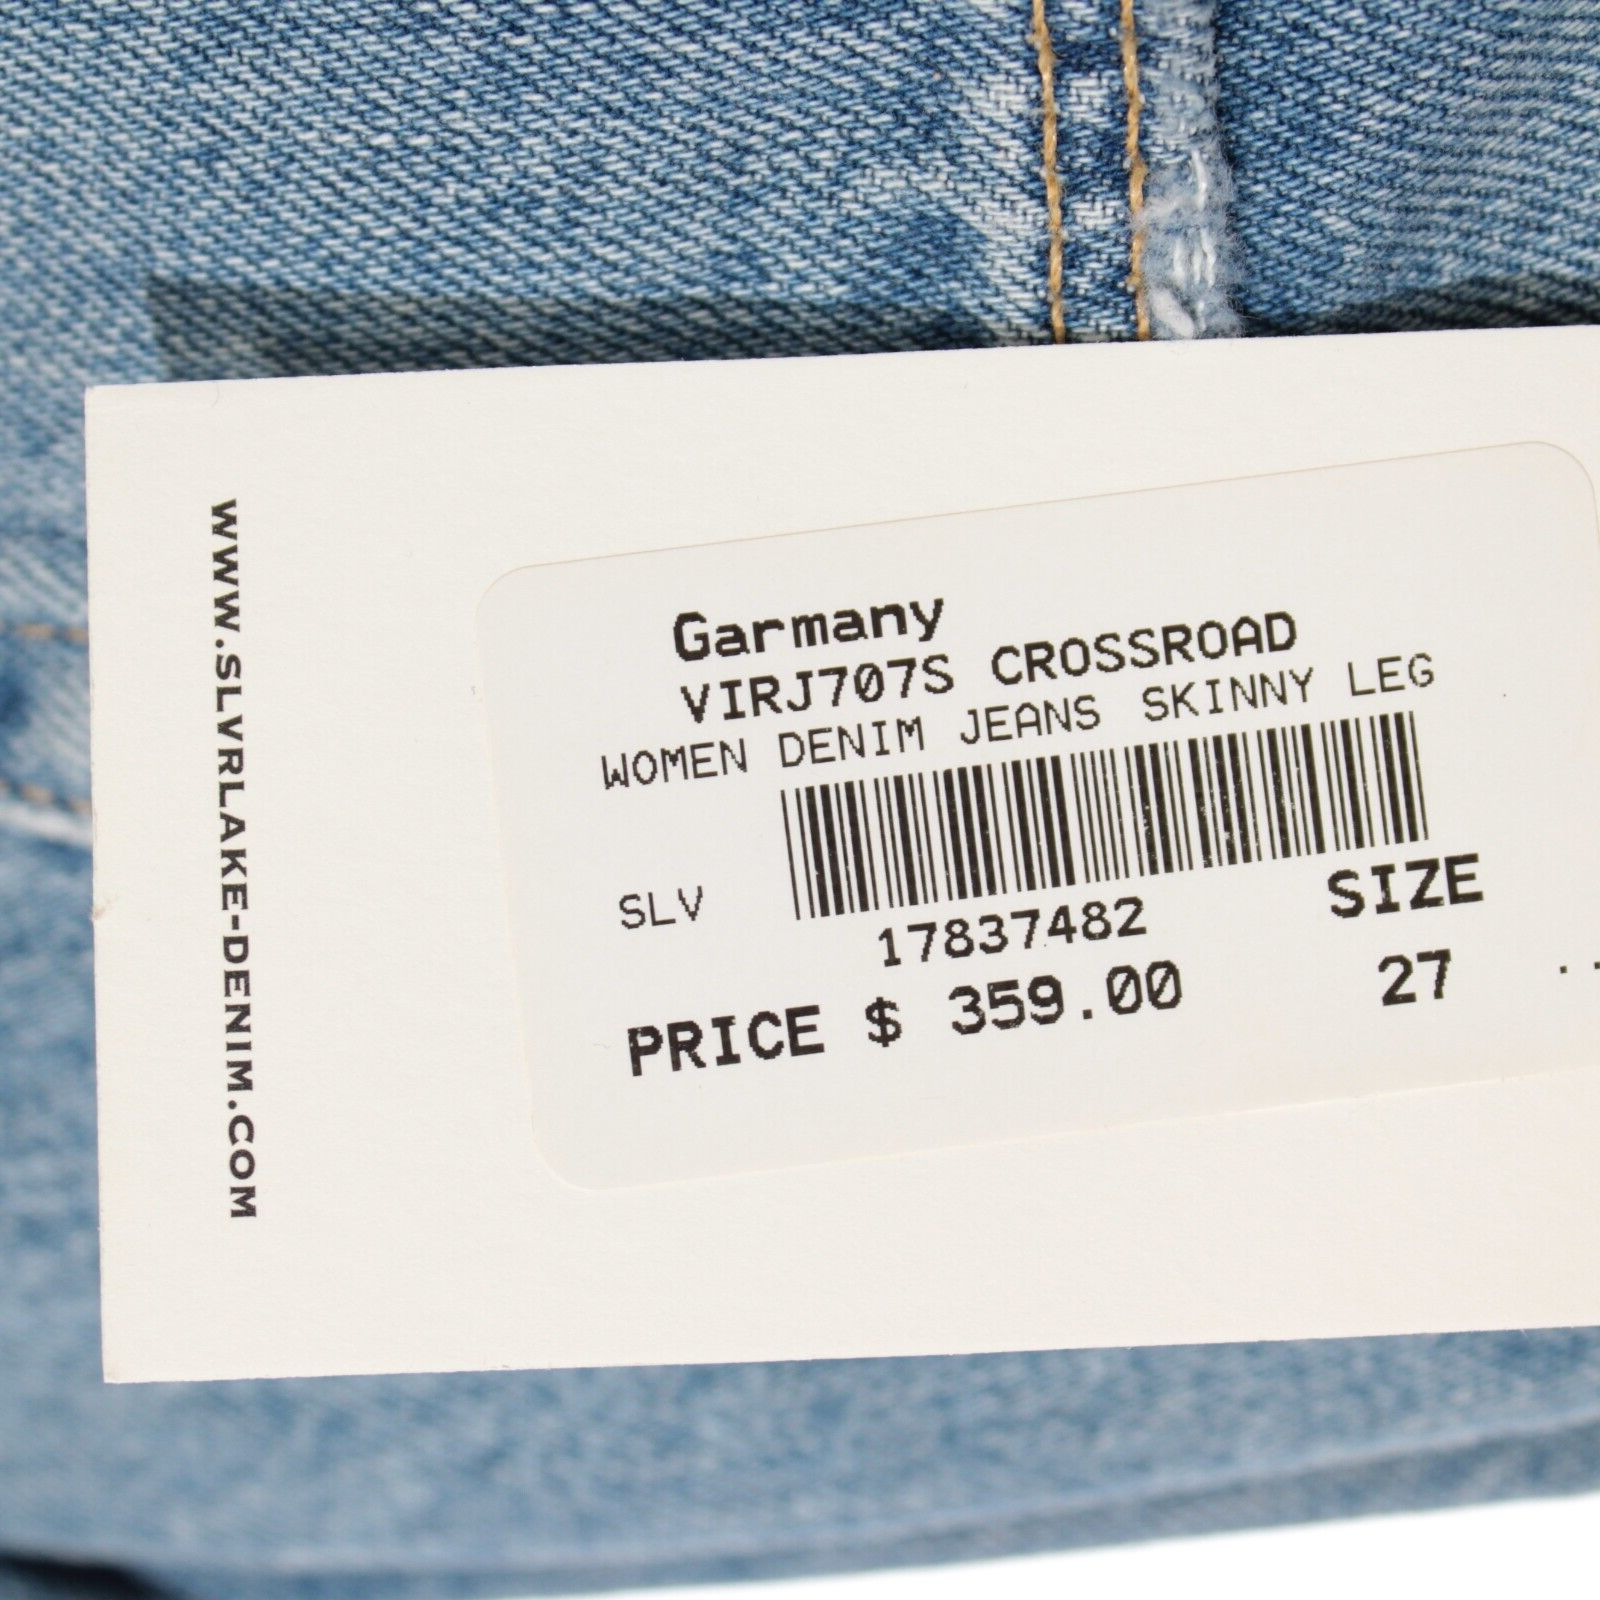 WWW.SLVRLAKE-DENIM.COM
Garmany
VIRJ707S CROSSROAD
WOMEN DENIM JEANS SKINNY LEG
SLV
17837482
SIZE
PRICE $ 359.00 27 ..